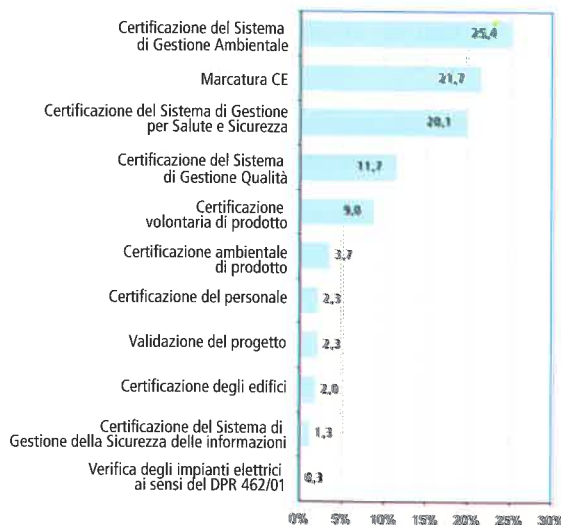 Certificazione del Sistema
di Gestione Ambientale
25,4
Marcatura CE
21,7
Certificazione del Sistema di Gestione
per Salute e Sicurezza
20,1
Certificazione del Sistema
di Gestione Qualità
11,7
Certificazione
volontaria di prodotto
9,0
Certificazione ambientale
di prodotto
3,7
Certificazione del personale
2,3
Validazione del progetto
2,3
Certificazione degli edifici
2,0
Certificazione del Sistema di
Gestione della Sicurezza delle informazioni
1,3
Verifica degli impianti elettrici
ai sensi del DPR 462/01
0,3
0% 5% 10% 15% 20% 25% 30%